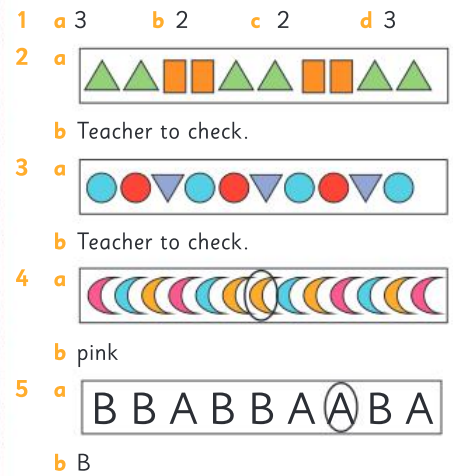 1 a 3 b 2 c 2 d 3
2 a
b Teacher to check.
3 a
b Teacher to check.
4 a
b pink
5 a B B A B B A A B A
b B